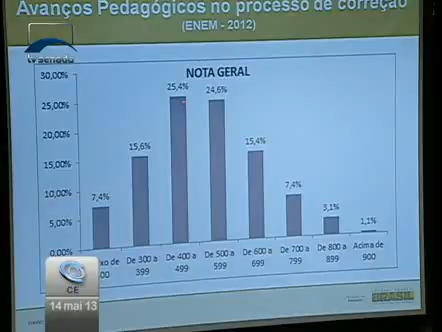 Avanços Pedagógicos no processo de correção
(ENEM - 2012)
tv senado
NOTA GERAL
30,00%
25,00%
20,00%
15,00%
10,00%
5,00%
0,00%
7,4%
15,6%
25,4%
24,6%
15,4%
7,4%
3,1%
1,1%
De 300 a
399
De 400 a
499
De 500 a
599
De 600 a
699
De 700 a
799
De 800 a
899
Acima de
900
CE
14 mai 13
BRASIL